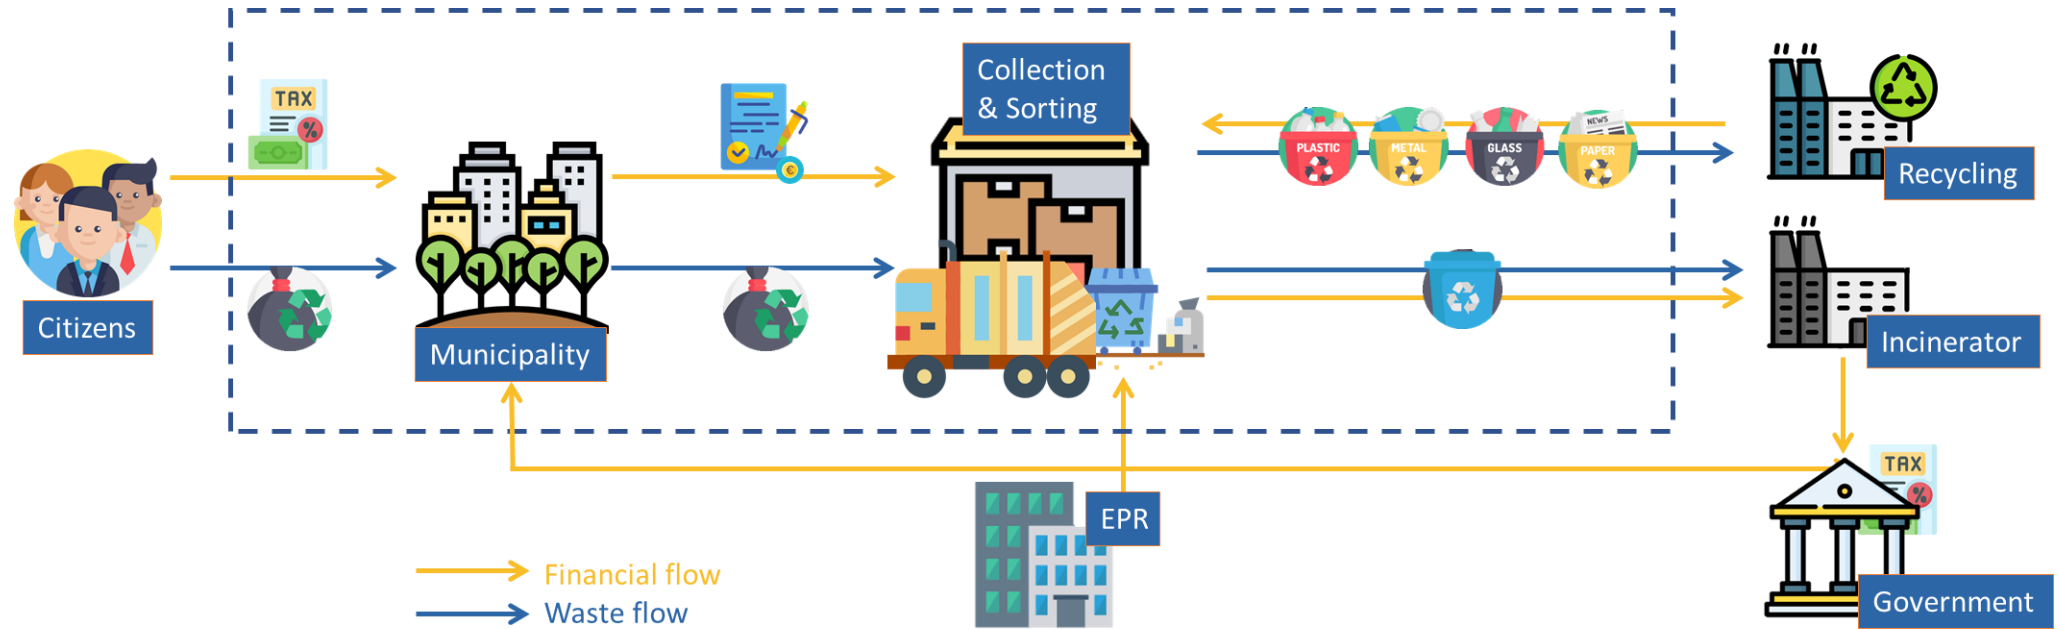 Collection
& Sorting
TAX
%
€
PLASTIC
METAL
GLASS
NEWS
PAPER
Recycling
Citizens
Municipality
Incinerator
TAX
%
EPR
Financial flow
Waste flow
Government